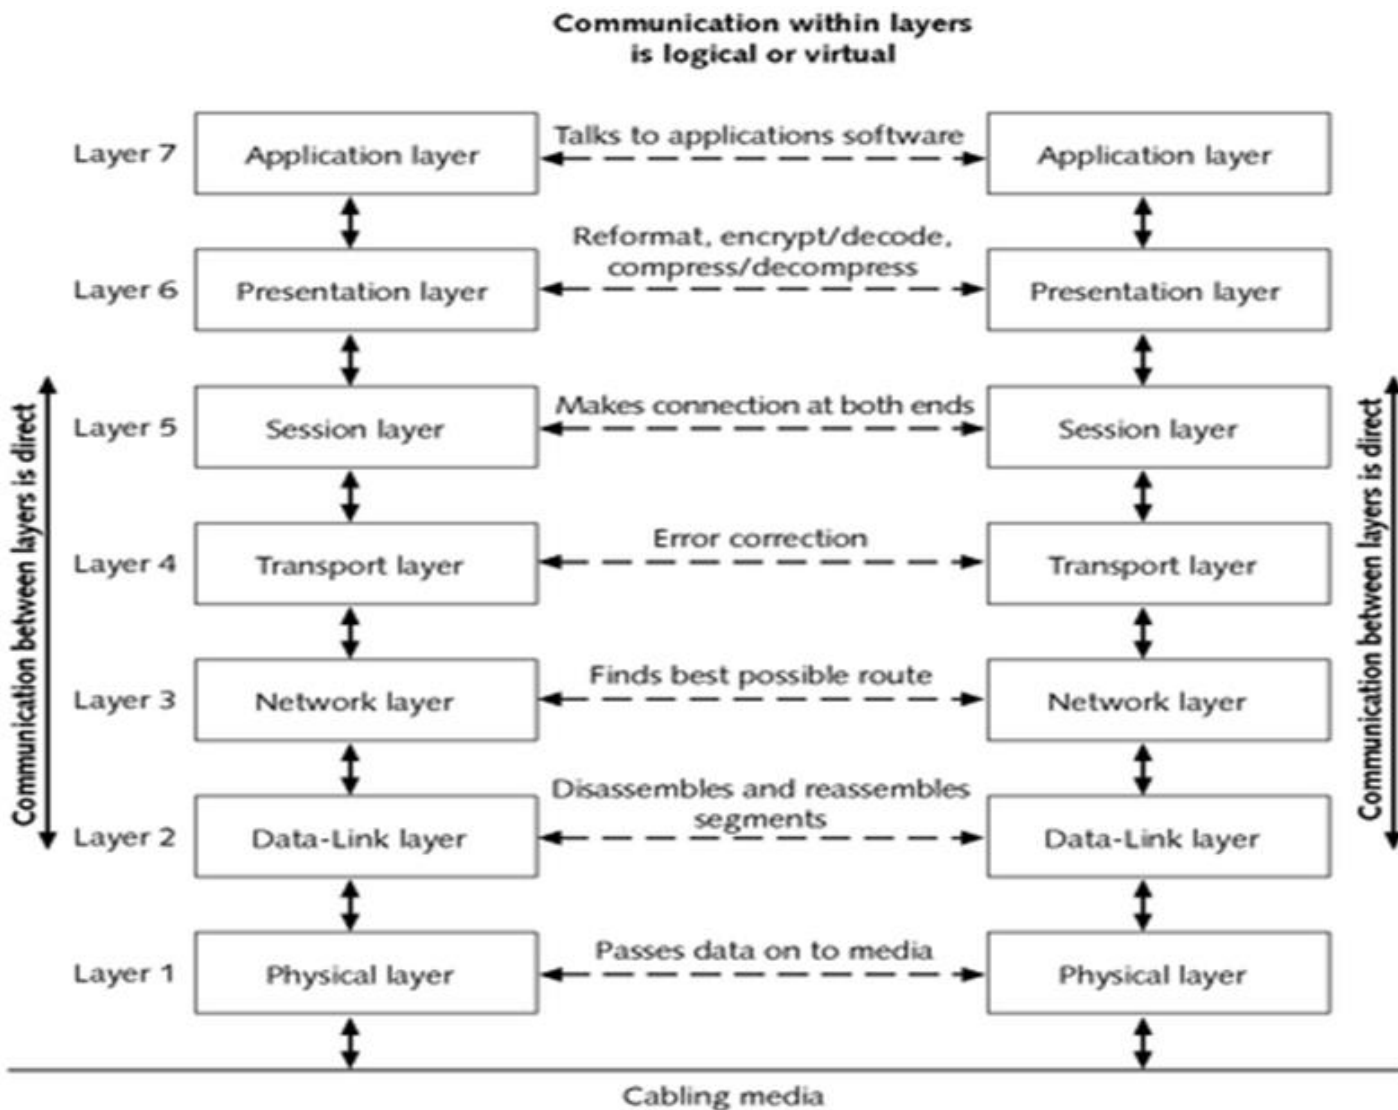 Communication within layers
is logical or virtual
Layer 7
Application layer
Talks to applications software
Application layer
Layer 6
Presentation layer
Reformat, encrypt/decode,
compress/decompress
Presentation layer
Communication between layers is direct
Layer 5
Session layer
Makes connection at both ends
Session layer
Communication between layers is direct
Layer 4
Transport layer
Error correction
Transport layer
Layer 3
Network layer
Finds best possible route
Network layer
Layer 2
Data-Link layer
Disassembles and reassembles
segments
Data-Link layer
Layer 1
Physical layer
Passes data on to media
Physical layer
Cabling media